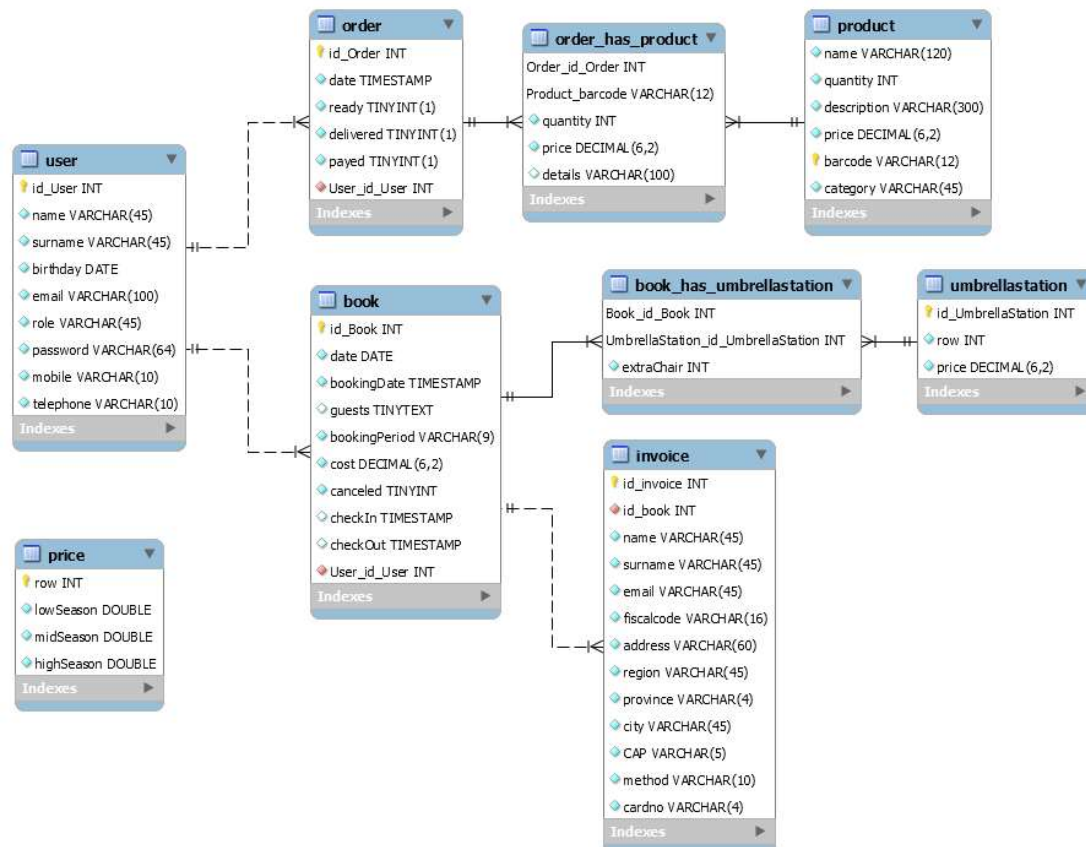 order
id_Order INT
date TIMESTAMP
ready TINYINT(1)
delivered TINYINT(1)
payed TINYINT(1)
User_id_User INT
Indexes
order_has_product
Order_id_Order INT
Product_barcode VARCHAR(12)
quantity INT
price DECIMAL(6,2)
details VARCHAR(100)
Indexes
product
name VARCHAR(120)
quantity INT
description VARCHAR(300)
price DECIMAL(6,2)
barcode VARCHAR(12)
category VARCHAR(45)
Indexes
user
id_User INT
name VARCHAR(45)
surname VARCHAR(45)
birthday DATE
email VARCHAR(100)
role VARCHAR(45)
password VARCHAR(64)
mobile VARCHAR(10)
telephone VARCHAR(10)
Indexes
book
id_Book INT
date DATE
bookingDate TIMESTAMP
guests TINYTEXT
bookingPeriod VARCHAR(9)
cost DECIMAL(6,2)
canceled TINYINT
checkIn TIMESTAMP
checkOut TIMESTAMP
User_id_User INT
Indexes
book_has_umbrellastation
Book_id_Book INT
UmbrellaStation_id_UmbrellaStation INT
extraChair INT
Indexes
umbrellastation
id_UmbrellaStation INT
row INT
price DECIMAL(6,2)
Indexes
invoice
id_invoice INT
id_book INT
name VARCHAR(45)
surname VARCHAR(45)
email VARCHAR(45)
fiscalcode VARCHAR(16)
address VARCHAR(60)
region VARCHAR(45)
province VARCHAR(4)
city VARCHAR(45)
CAP VARCHAR(5)
method VARCHAR(10)
cardno VARCHAR(4)
Indexes
price
row INT
lowSeason DOUBLE
midSeason DOUBLE
highSeason DOUBLE
Indexes